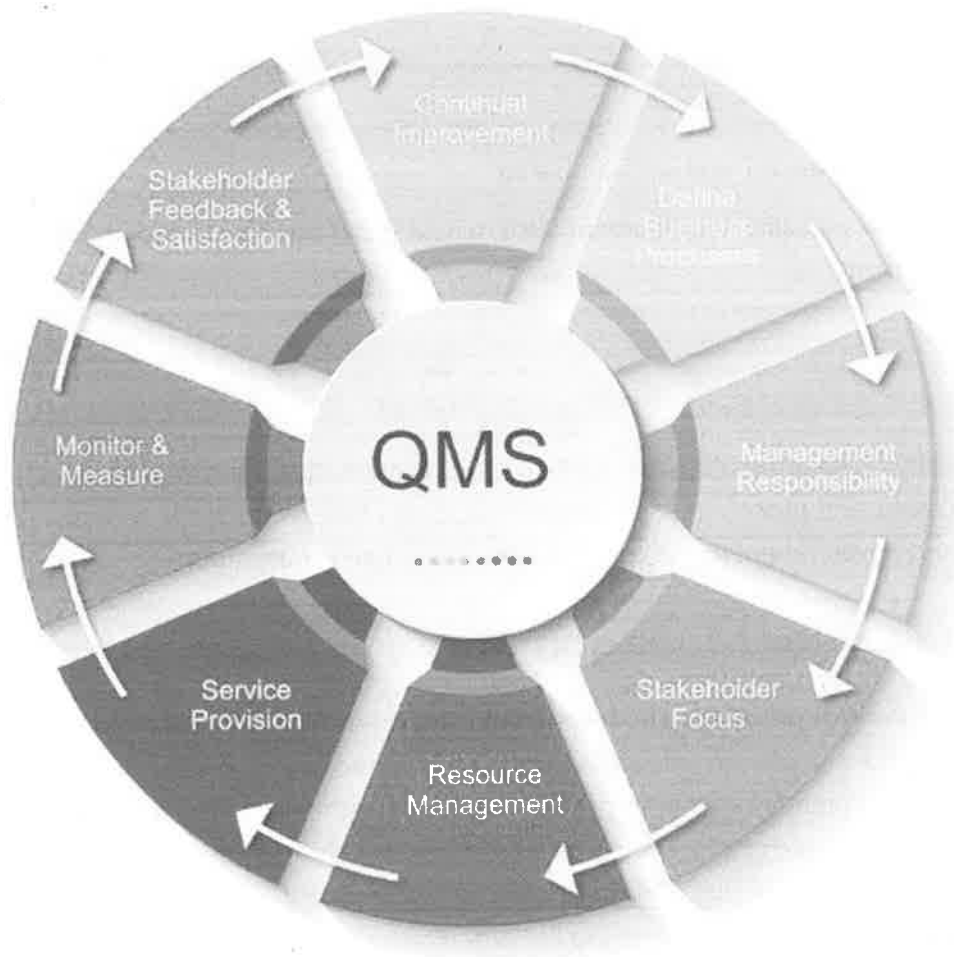 Continual
Improvement
Define
Business
Processes
Management
Responsibility
Stakeholder
Focus
Resource
Management
Service
Provision
Monitor &
Measure
Stakeholder
Feedback &
Satisfaction
QMS